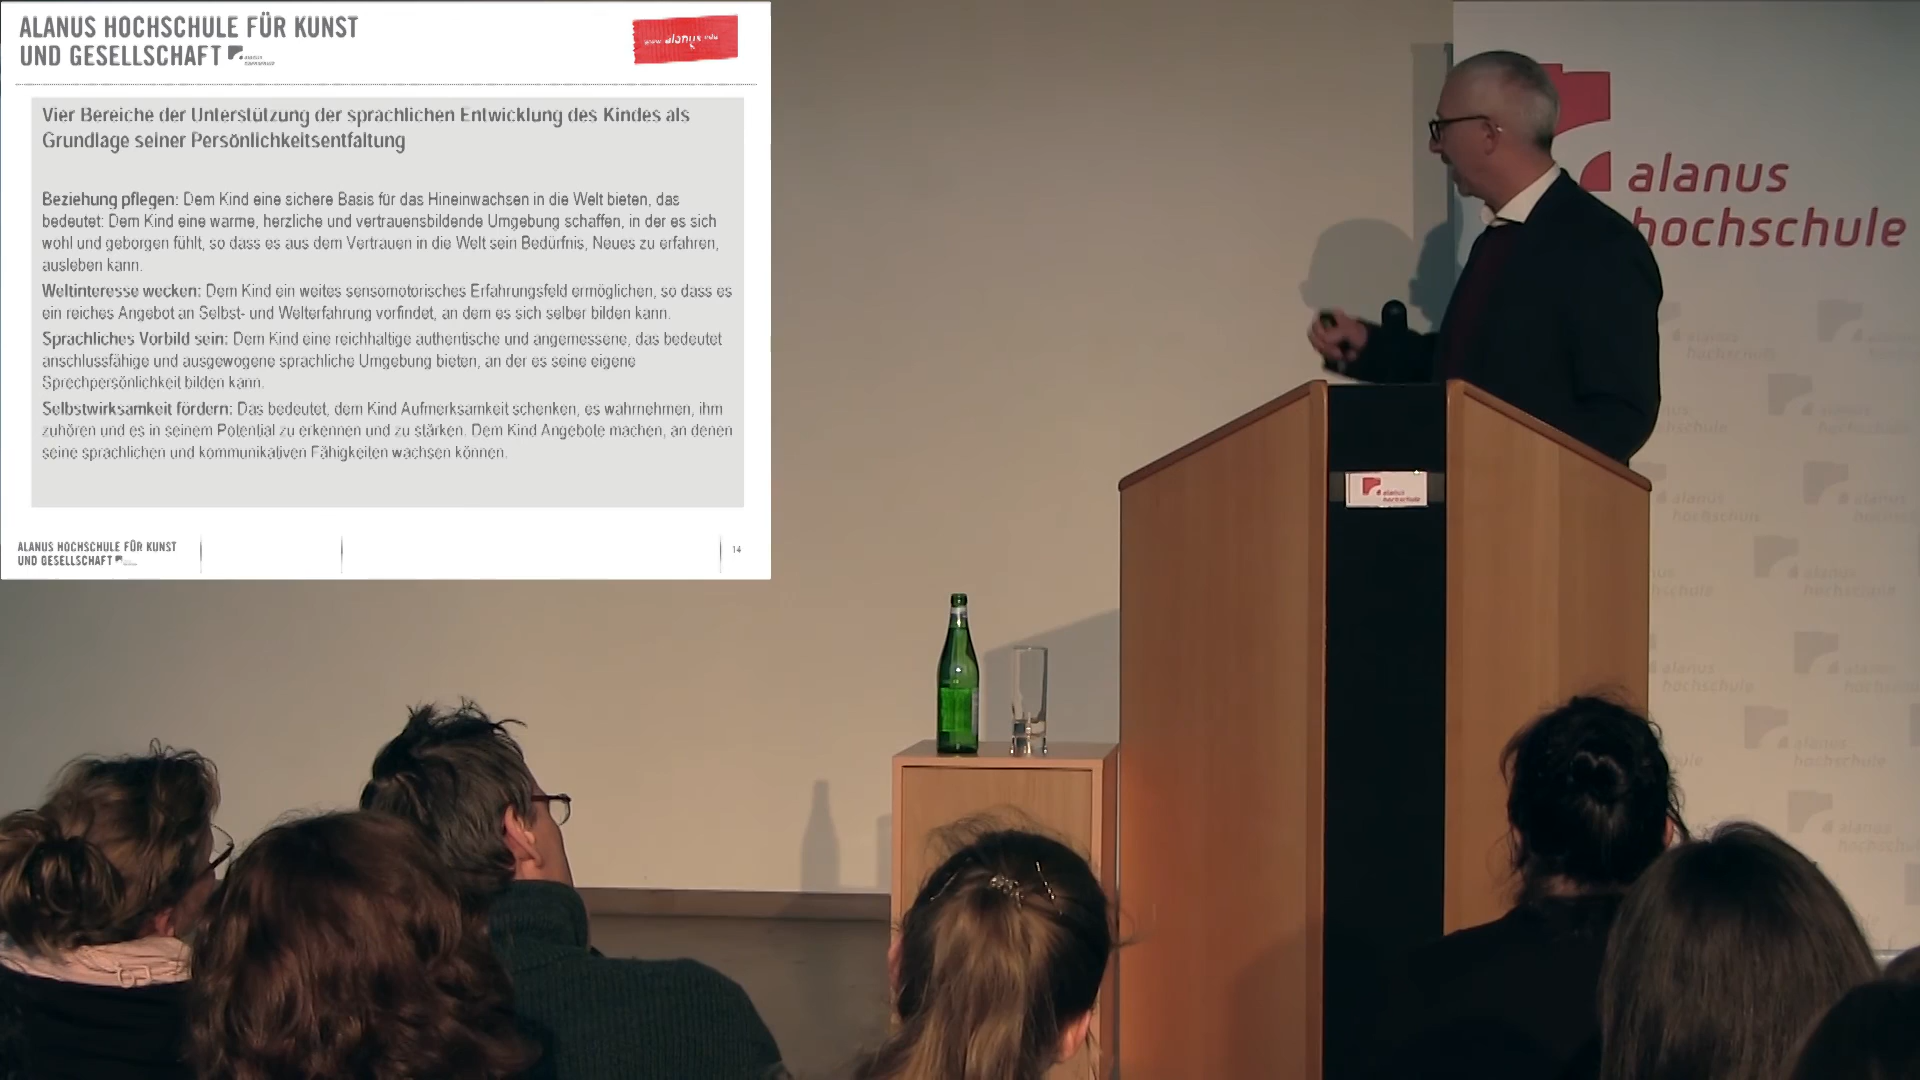 ALANUS HOCHSCHULE FÜR KUNST
UND GESELLSCHAFT
www.alanus.edu
Vier Bereiche der Unterstützung der sprachlichen Entwicklung des Kindes als
Grundlage seiner Persönlichkeitsentfaltung
Beziehung pflegen: Dem Kind eine sichere Basis für das Hineinwachsen in die Welt bieten, das
bedeutet: Dem Kind eine warme, herzliche und vertrauensbildende Umgebung schaffen, in der es sich
wohl und geborgen fühlt, so dass es aus dem Vertrauen in die Welt sein Bedürfnis, Neues zu erfahren,
ausleben kann.
Weltinteresse wecken: Dem Kind ein weites sensomotorisches Erfahrungsfeld ermöglichen, so dass es
ein reiches Angebot an Selbst- und Welterfahrung vorfindet, an dem es sich selber bilden kann.
Sprachliches Vorbild sein: Dem Kind eine reichhaltige authentische und angemessene, das bedeutet
anschlussfähige und ausgewogene sprachliche Umgebung bieten, an der es seine eigene
Sprechpersönlichkeit bilden kann.
Selbstwirksamkeit fördern: Das bedeutet, dem Kind Aufmerksamkeit schenken, es wahrnehmen, ihm
zuhören und es in seinem Potential zu erkennen und zu stärken. Dem Kind Angebote machen, an denen
seine sprachlichen und kommunikativen Fähigkeiten wachsen können.
ALANUS HOCHSCHULE FÜR KUNST
UND GESELLSCHAFT
14
alanus
hochschule
alanus
hochschule